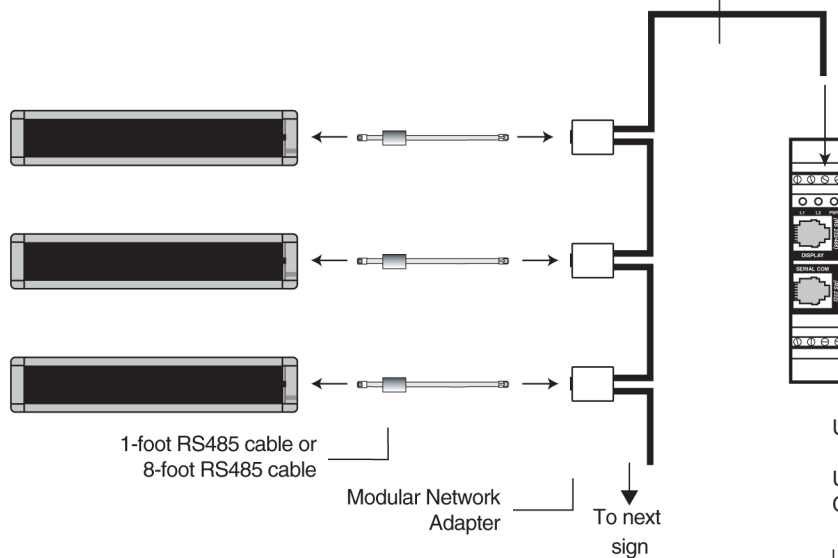 L1 L2
DISPLAY
SERIAL COM
1-foot RS485 cable or
8-foot RS485 cable
Modular Network
Adapter
To next
sign